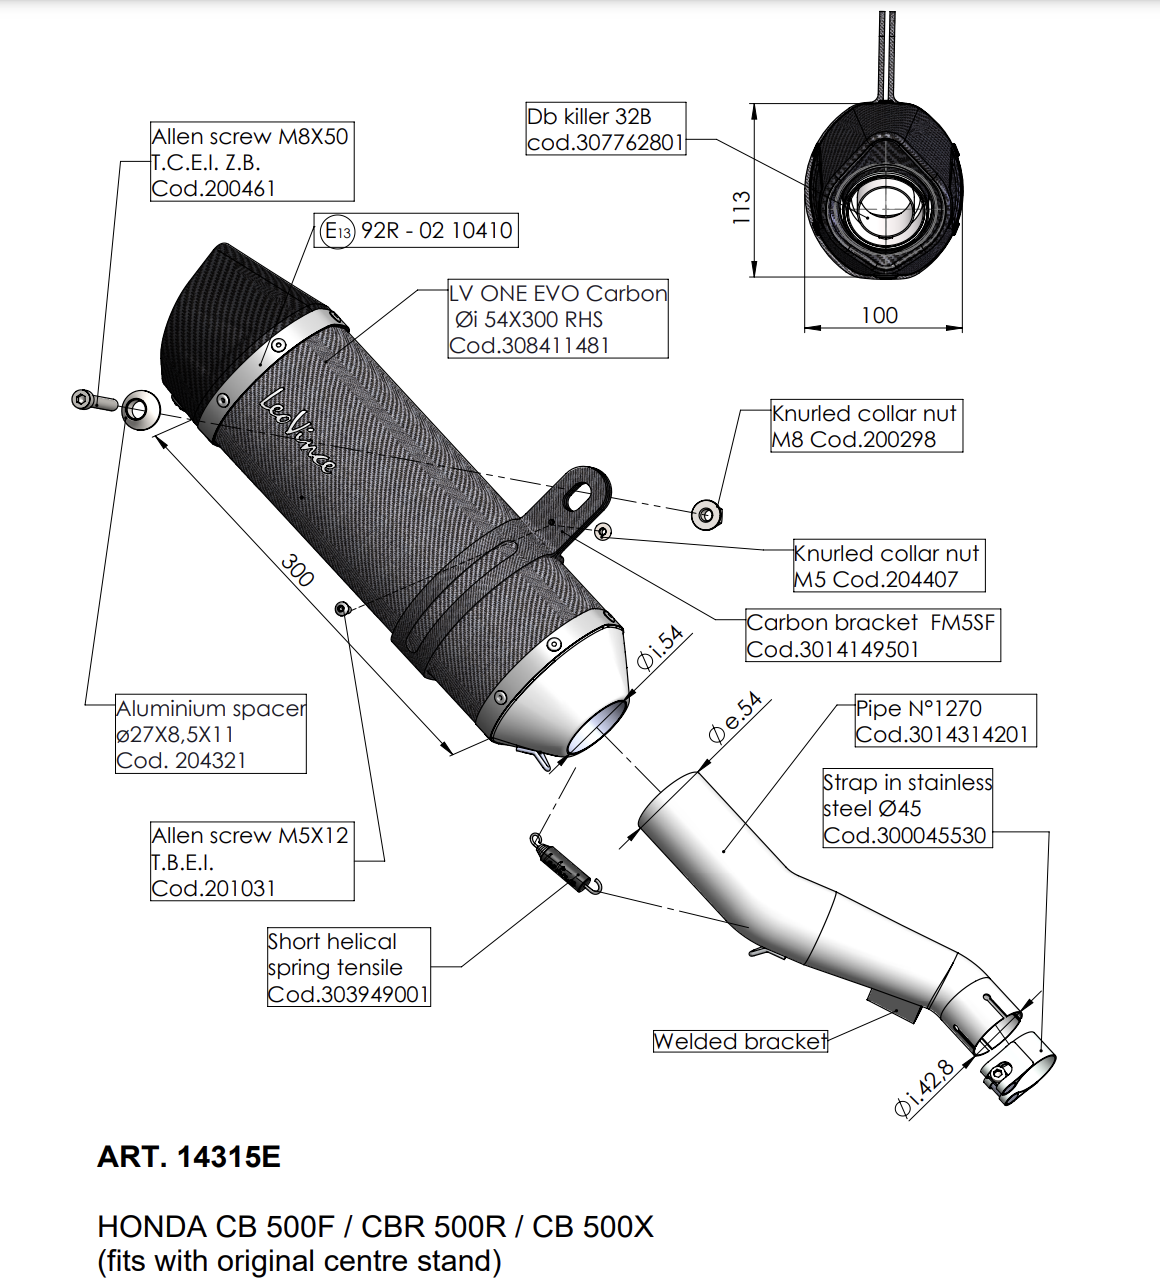 Db killer 32B
cod.307762801
Allen screw M8X50
T.C.E.I. Z.B.
Cod.200461
E13 92R - 02 10410
113
100
LV ONE EVO Carbon
Øi 54X300 RHS
Cod.308411481
LeoVince
Knurled collar nut
M8 Cod.200298
Knurled collar nut
M5 Cod.204407
300
Carbon bracket FM5SF
Cod.3014149501
Øi.54
Øe.54
Aluminium spacer
ø27X8,5X11
Cod. 204321
Pipe N°1270
Cod.3014314201
Strap in stainless
steel Ø45
Cod.300045530
Allen screw M5X12
T.B.E.I.
Cod.201031
Short helical
spring tensile
Cod.303949001
Welded bracket
Øi.42,8
ART. 14315E
HONDA CB 500F / CBR 500R / CB 500X
(fits with original centre stand)